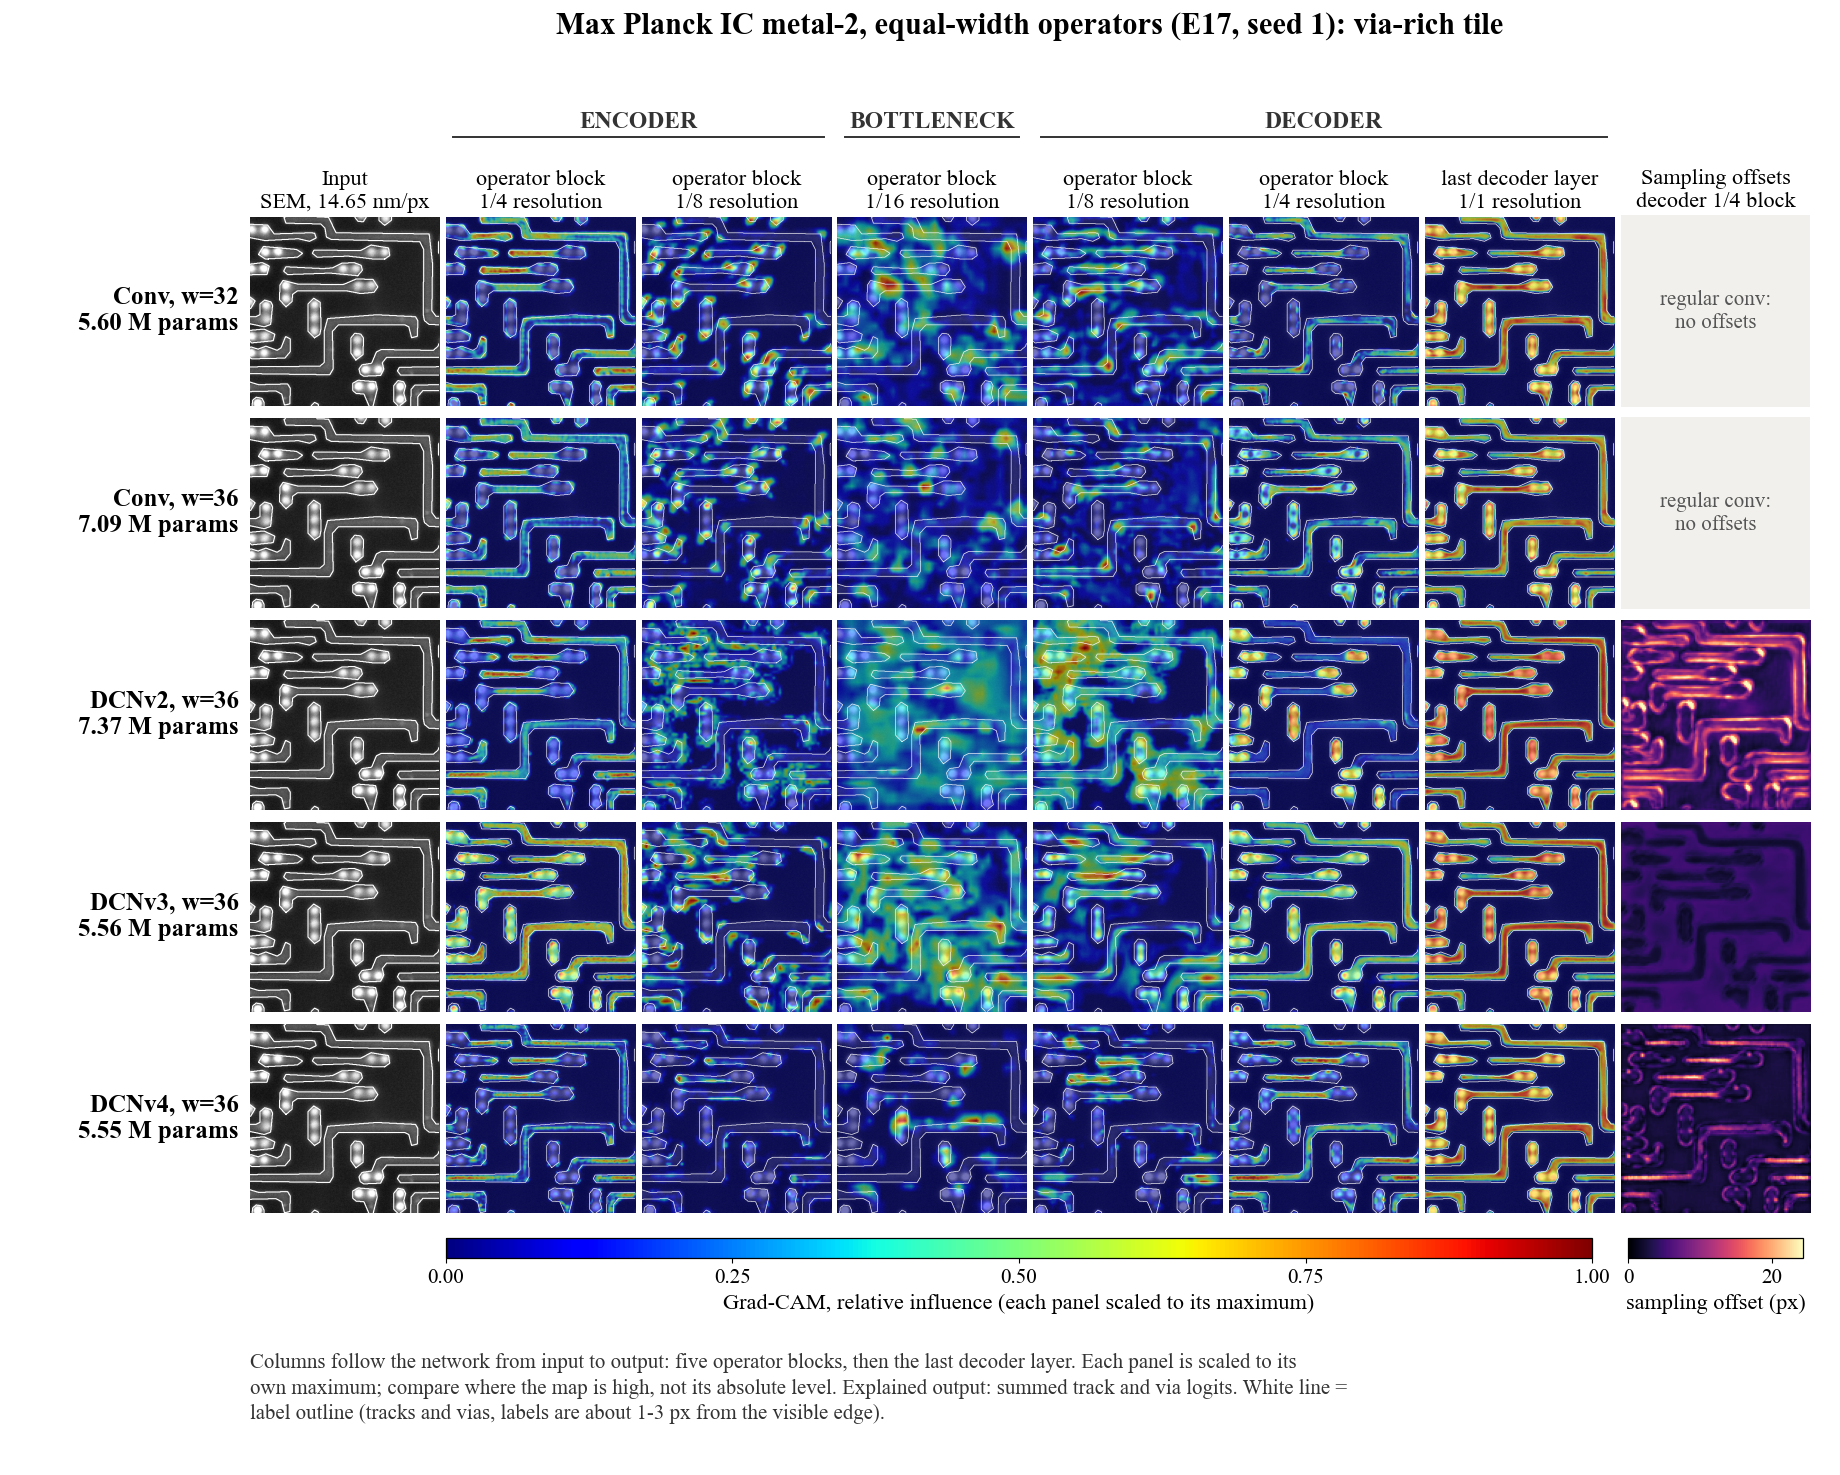 Max Planck IC metal-2, equal-width operators (E17, seed 1): via-rich tile
ENCODER
BOTTLENECK
DECODER
Input
SEM, 14.65 nm/px
operator block
1/4 resolution
operator block
1/8 resolution
operator block
1/16 resolution
operator block
1/8 resolution
operator block
1/4 resolution
last decoder layer
1/1 resolution
Sampling offsets
decoder 1/4 block
Conv, w=32
5.60 M params
regular conv:
no offsets
Conv, w=36
7.09 M params
regular conv:
no offsets
DCNv2, w=36
7.37 M params
DCNv3, w=36
5.56 M params
DCNv4, w=36
5.55 M params
0.00 0.25 0.50 0.75 1.00
Grad-CAM, relative influence (each panel scaled to its maximum)
0 20
sampling offset (px)
Columns follow the network from input to output: five operator blocks, then the last decoder layer. Each panel is scaled to its
own maximum; compare where the map is high, not its absolute level. Explained output: summed track and via logits. White line =
label outline (tracks and vias, labels are about 1-3 px from the visible edge).